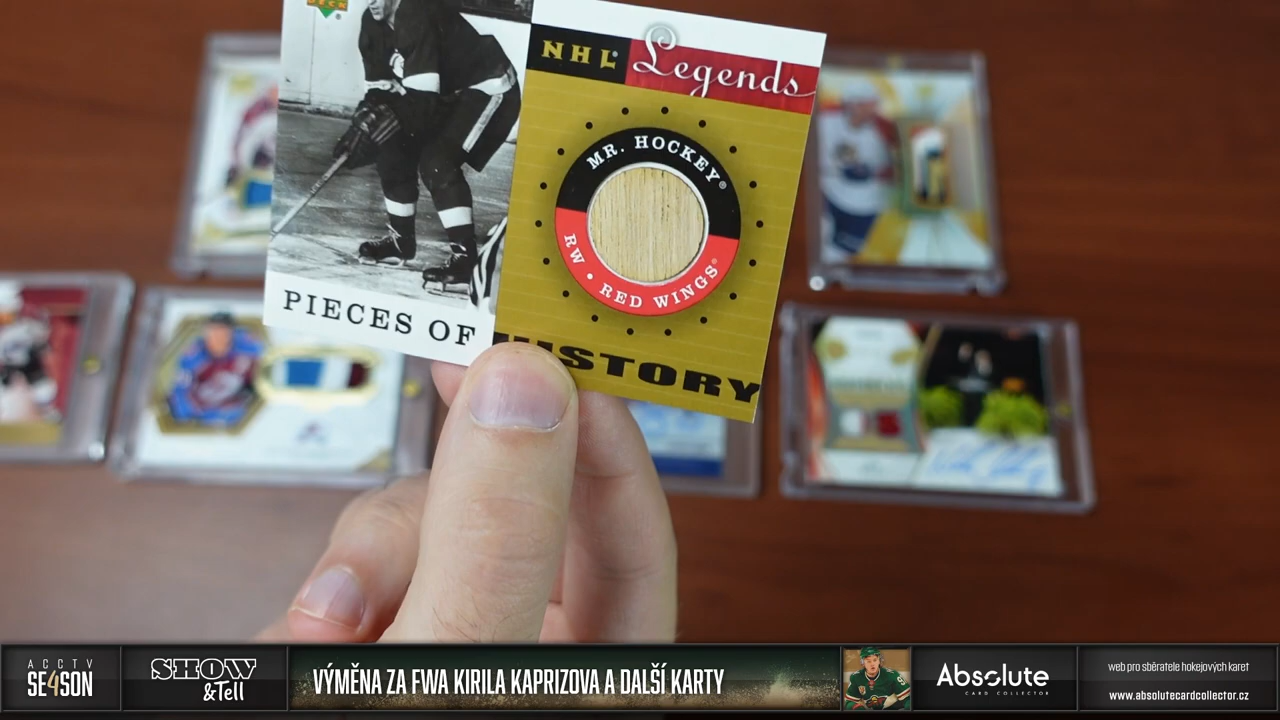 DECK
NHL Legends
MR. HOCKEY®
RW • RED WINGS®
PIECES OF
HISTORY
ACCTV
SE4SON
SHOW
&Tell
VÝMĚNA ZA FWA KIRILA KAPRIZOVA A DALŠÍ KARTY
Absolute
CARD COLLECTOR
web pro sběratele hokejových karet
www.absolutecardcollector.cz